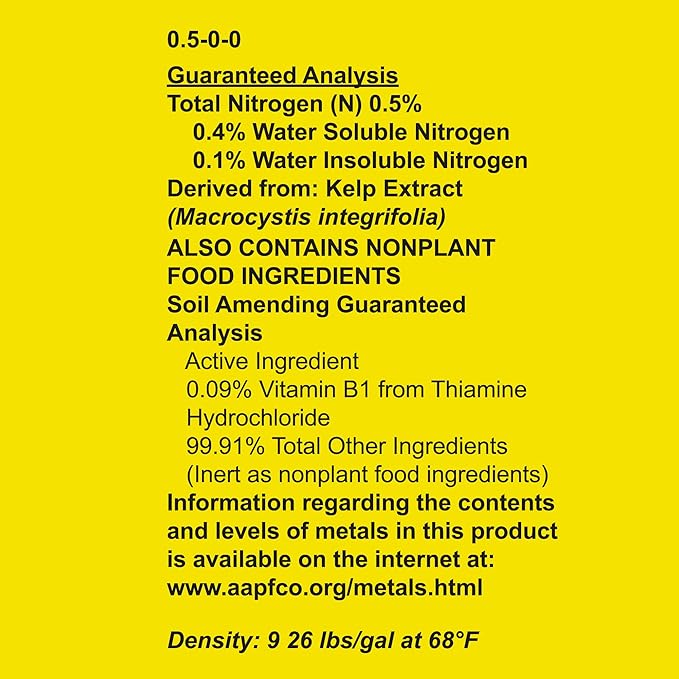 0.5-0-0
Guaranteed Analysis
Total Nitrogen (N) 0.5%
0.4% Water Soluble Nitrogen
0.1% Water Insoluble Nitrogen
Derived from: Kelp Extract
(Macrocystis integrifolia)
ALSO CONTAINS NONPLANT
FOOD INGREDIENTS
Soil Amending Guaranteed
Analysis
Active Ingredient
0.09% Vitamin B1 from Thiamine
Hydrochloride
99.91% Total Other Ingredients
(Inert as nonplant food ingredients)
Information regarding the contents
and levels of metals in this product
is available on the internet at:
www.aapfco.org/metals.html
Density: 9 26 lbs/gal at 68°F